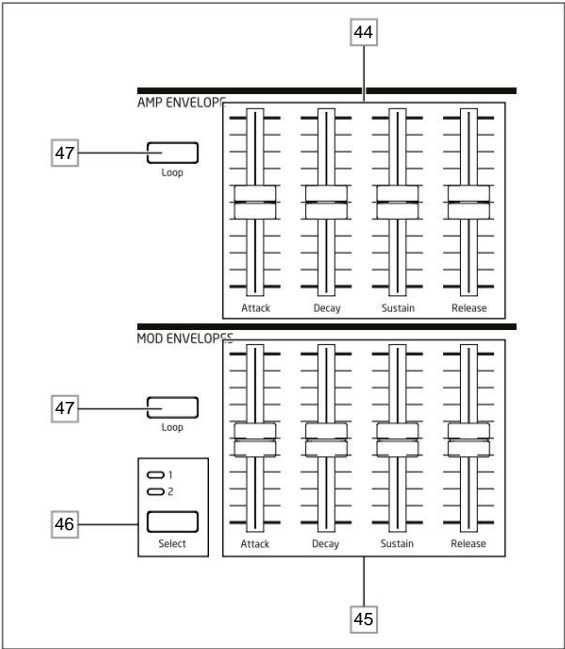 44
AMP ENVELOPE
47
Loop
Attack Decay Sustain Release
MOD ENVELOPES
47
Loop
1
2
46
Select
Attack Decay Sustain Release
45